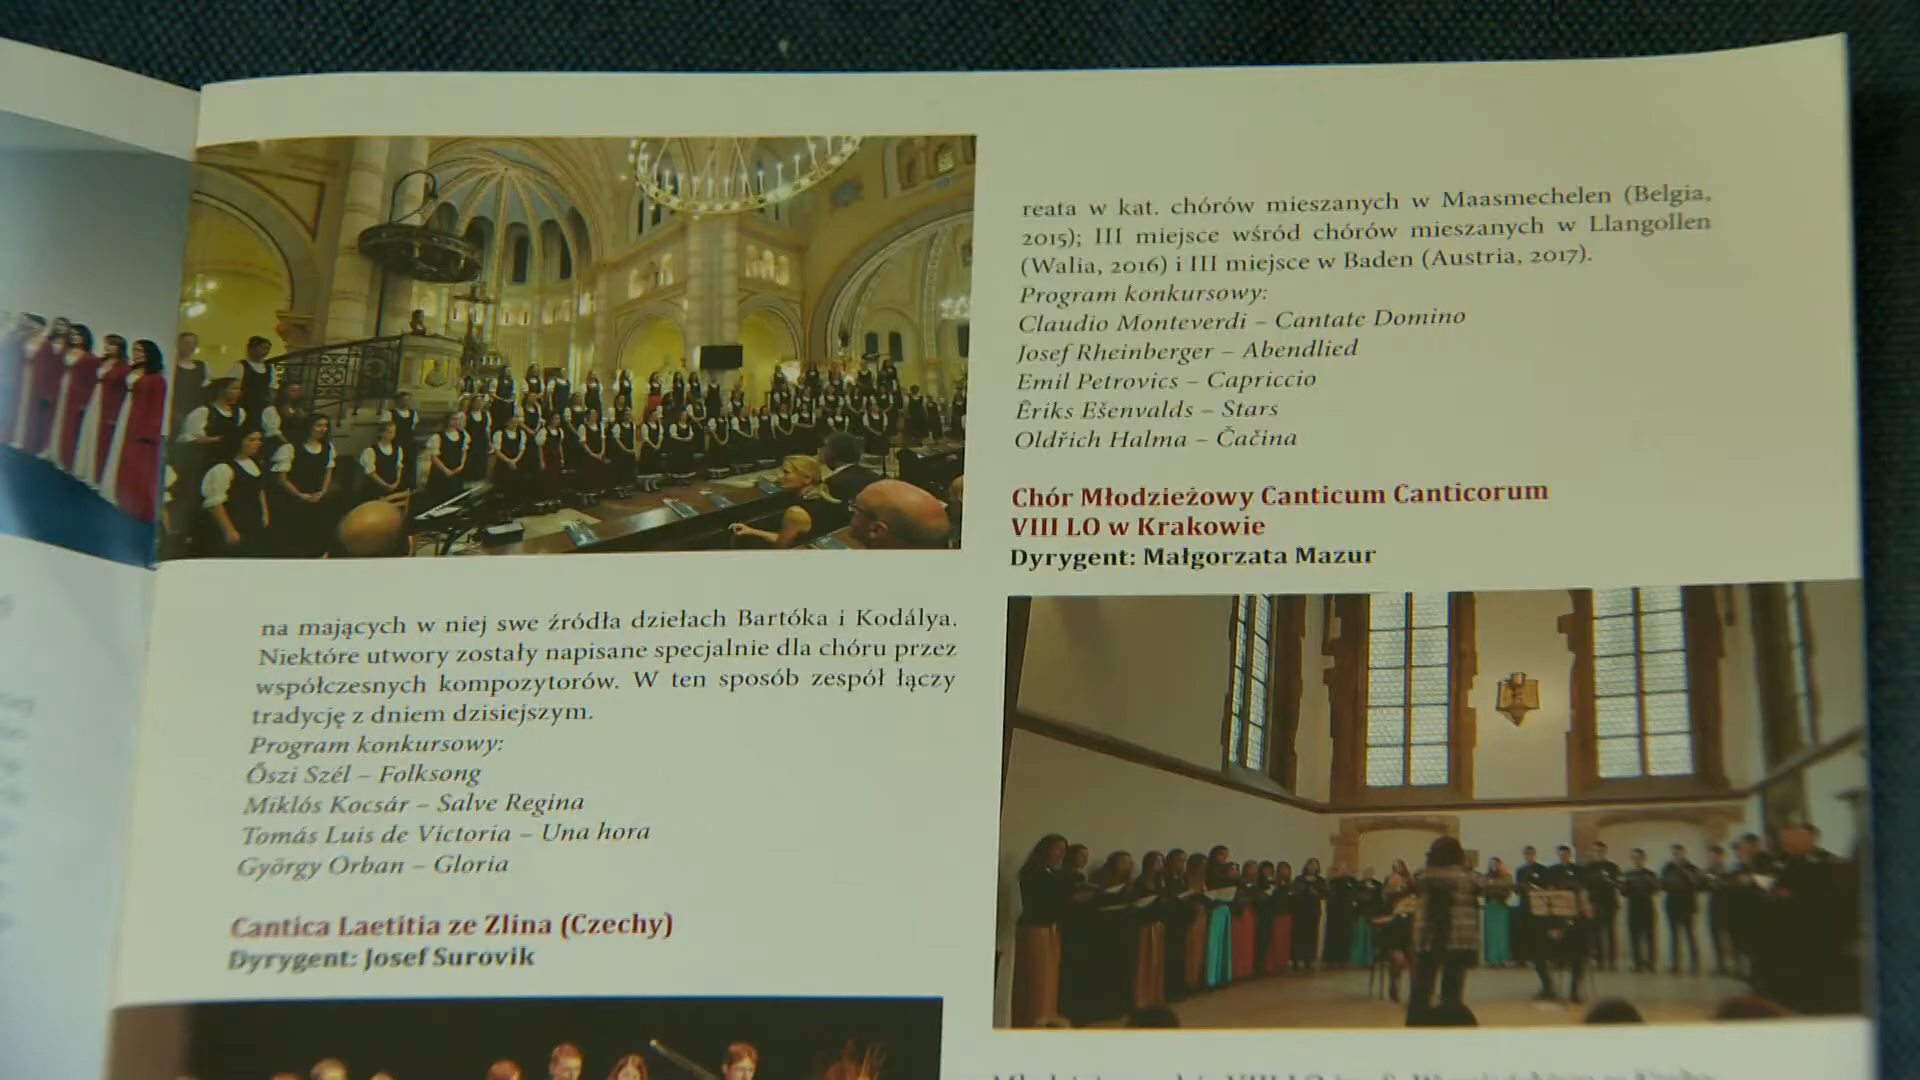 na mających w niej swe źródła dziełach Bartóka i Kodálya.
Niektóre utwory zostały napisane specjalnie dla chóru przez
współczesnych kompozytorów. W ten sposób zespół łączy
tradycję z dniem dzisiejszym.
Program konkursowy:
Őszi Szél – Folksong
Miklós Kocsár – Salve Regina
Tomás Luis de Victoria – Una hora
György Orban – Gloria
Cantica Laetitia ze Zlina (Czechy)
Dyrygent: Josef Surovik
reata w kat. chórów mieszanych w Maasmechelen (Belgia,
2015); III miejsce wśród chórów mieszanych w Llangollen
(Walia, 2016) i III miejsce w Baden (Austria, 2017).
Program konkursowy:
Claudio Monteverdi – Cantate Domino
Josef Rheinberger – Abendlied
Emil Petrovics – Capriccio
Ēriks Ešenvalds – Stars
Oldřich Halma – Čačina
Chór Młodzieżowy Canticum Canticorum
VIII LO w Krakowie
Dyrygent: Małgorzata Mazur